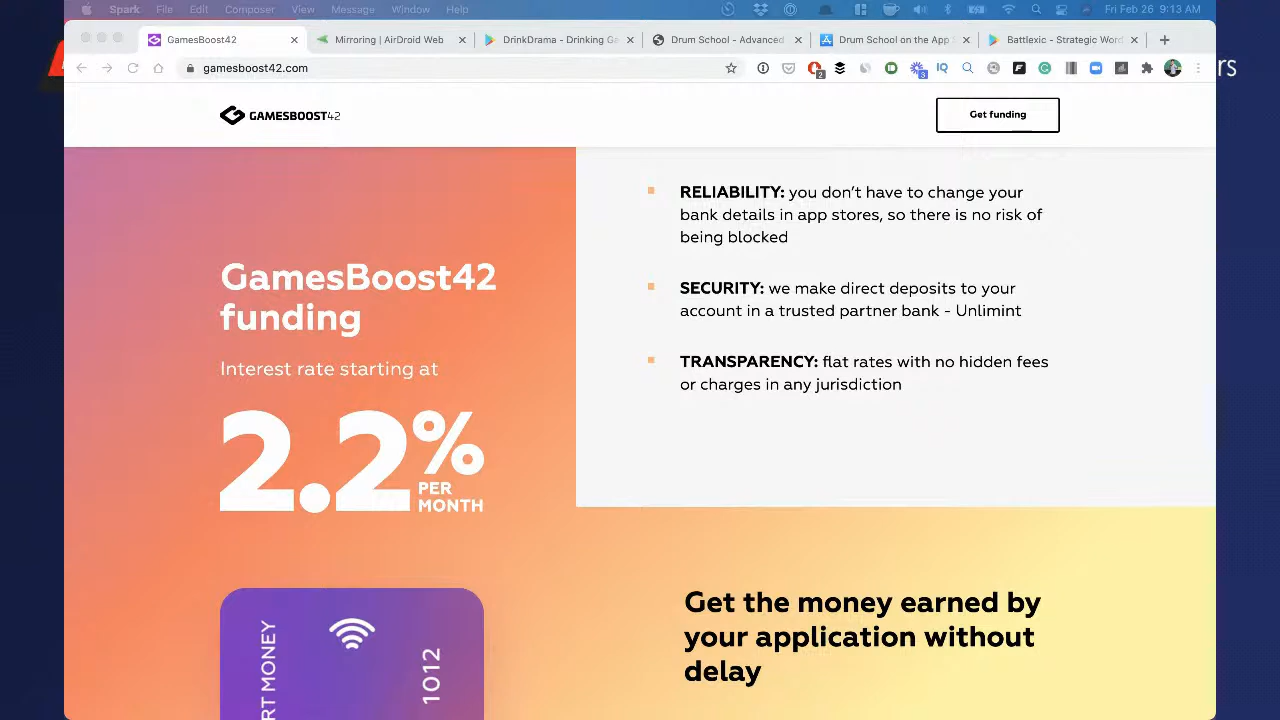 Spark File Edit Composer View Message Window Help Fri Feb 26 9:13 AM
GamesBoost42 Mirroring | AirDroid Web DrinkDrama - Drinking Ga Drum School - Advanced Drum School on the App Battlexic - Strategic Word
gamesboost42.com
rs
GAMESBOOST42
Get funding
RELIABILITY: you don't have to change your
bank details in app stores, so there is no risk of
being blocked
SECURITY: we make direct deposits to your
account in a trusted partner bank - Unlimint
TRANSPARENCY: flat rates with no hidden fees
or charges in any jurisdiction
GamesBoost42
funding
Interest rate starting at
2.2%
PER
MONTH
RT MONEY
1012
Get the money earned by
your application without
delay